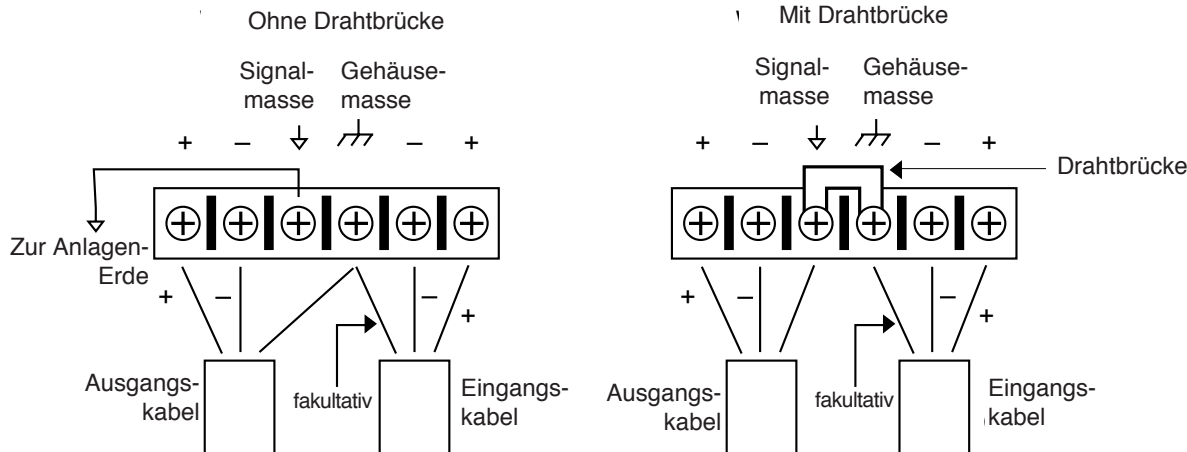 Ohne Drahtbrücke
Signal-
masse
Gehäuse-
masse
+ – – +
Zur Anlagen-
Erde
+ – – +
Ausgangs-
kabel
fakultativ
Eingangs-
kabel
Mit Drahtbrücke
Signal-
masse
Gehäuse-
masse
+ – – +
Drahtbrücke
+ – – +
Ausgangs-
kabel
fakultativ
Eingangs-
kabel